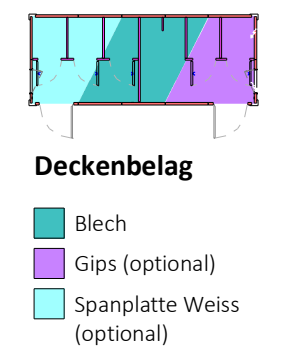 Deckenbelag
Blech
Gips (optional)
Spanplatte Weiss
(optional)